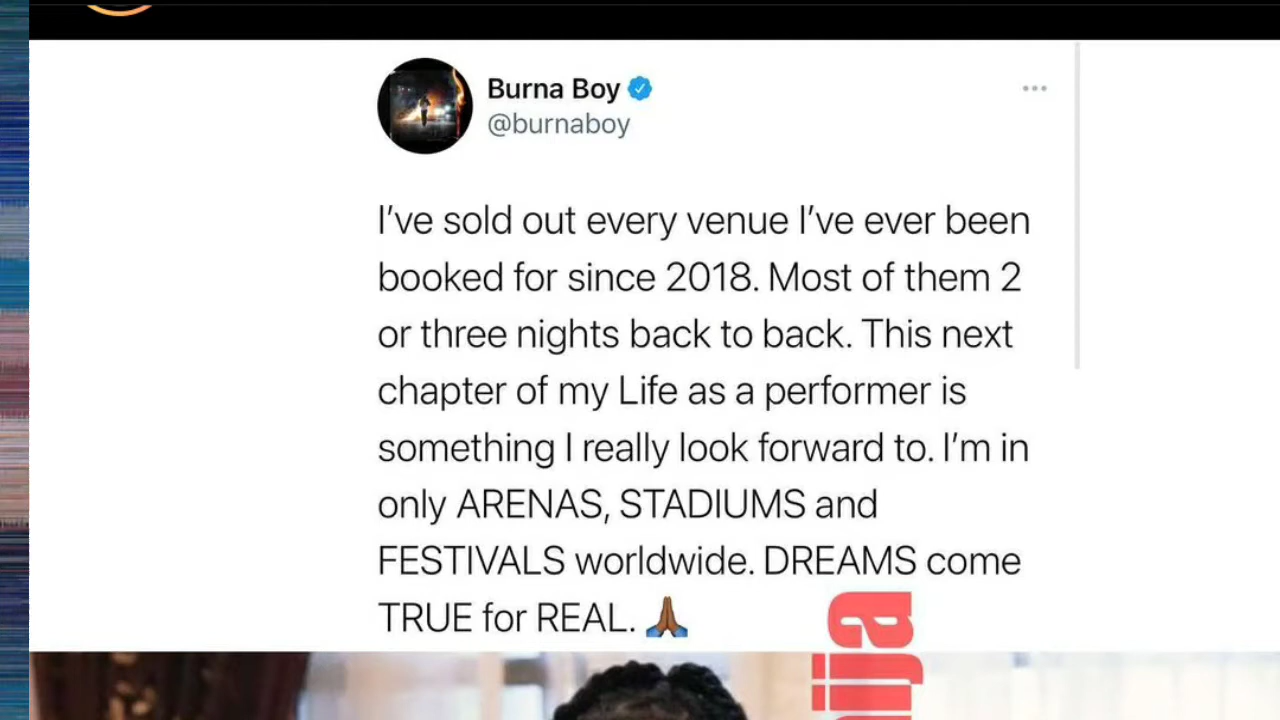 Burna Boy
@burnaboy
I've sold out every venue I've ever been
booked for since 2018. Most of them 2
or three nights back to back. This next
chapter of my Life as a performer is
something I really look forward to. I'm in
only ARENAS, STADIUMS and
FESTIVALS worldwide. DREAMS come
TRUE for REAL. 🙏🏾